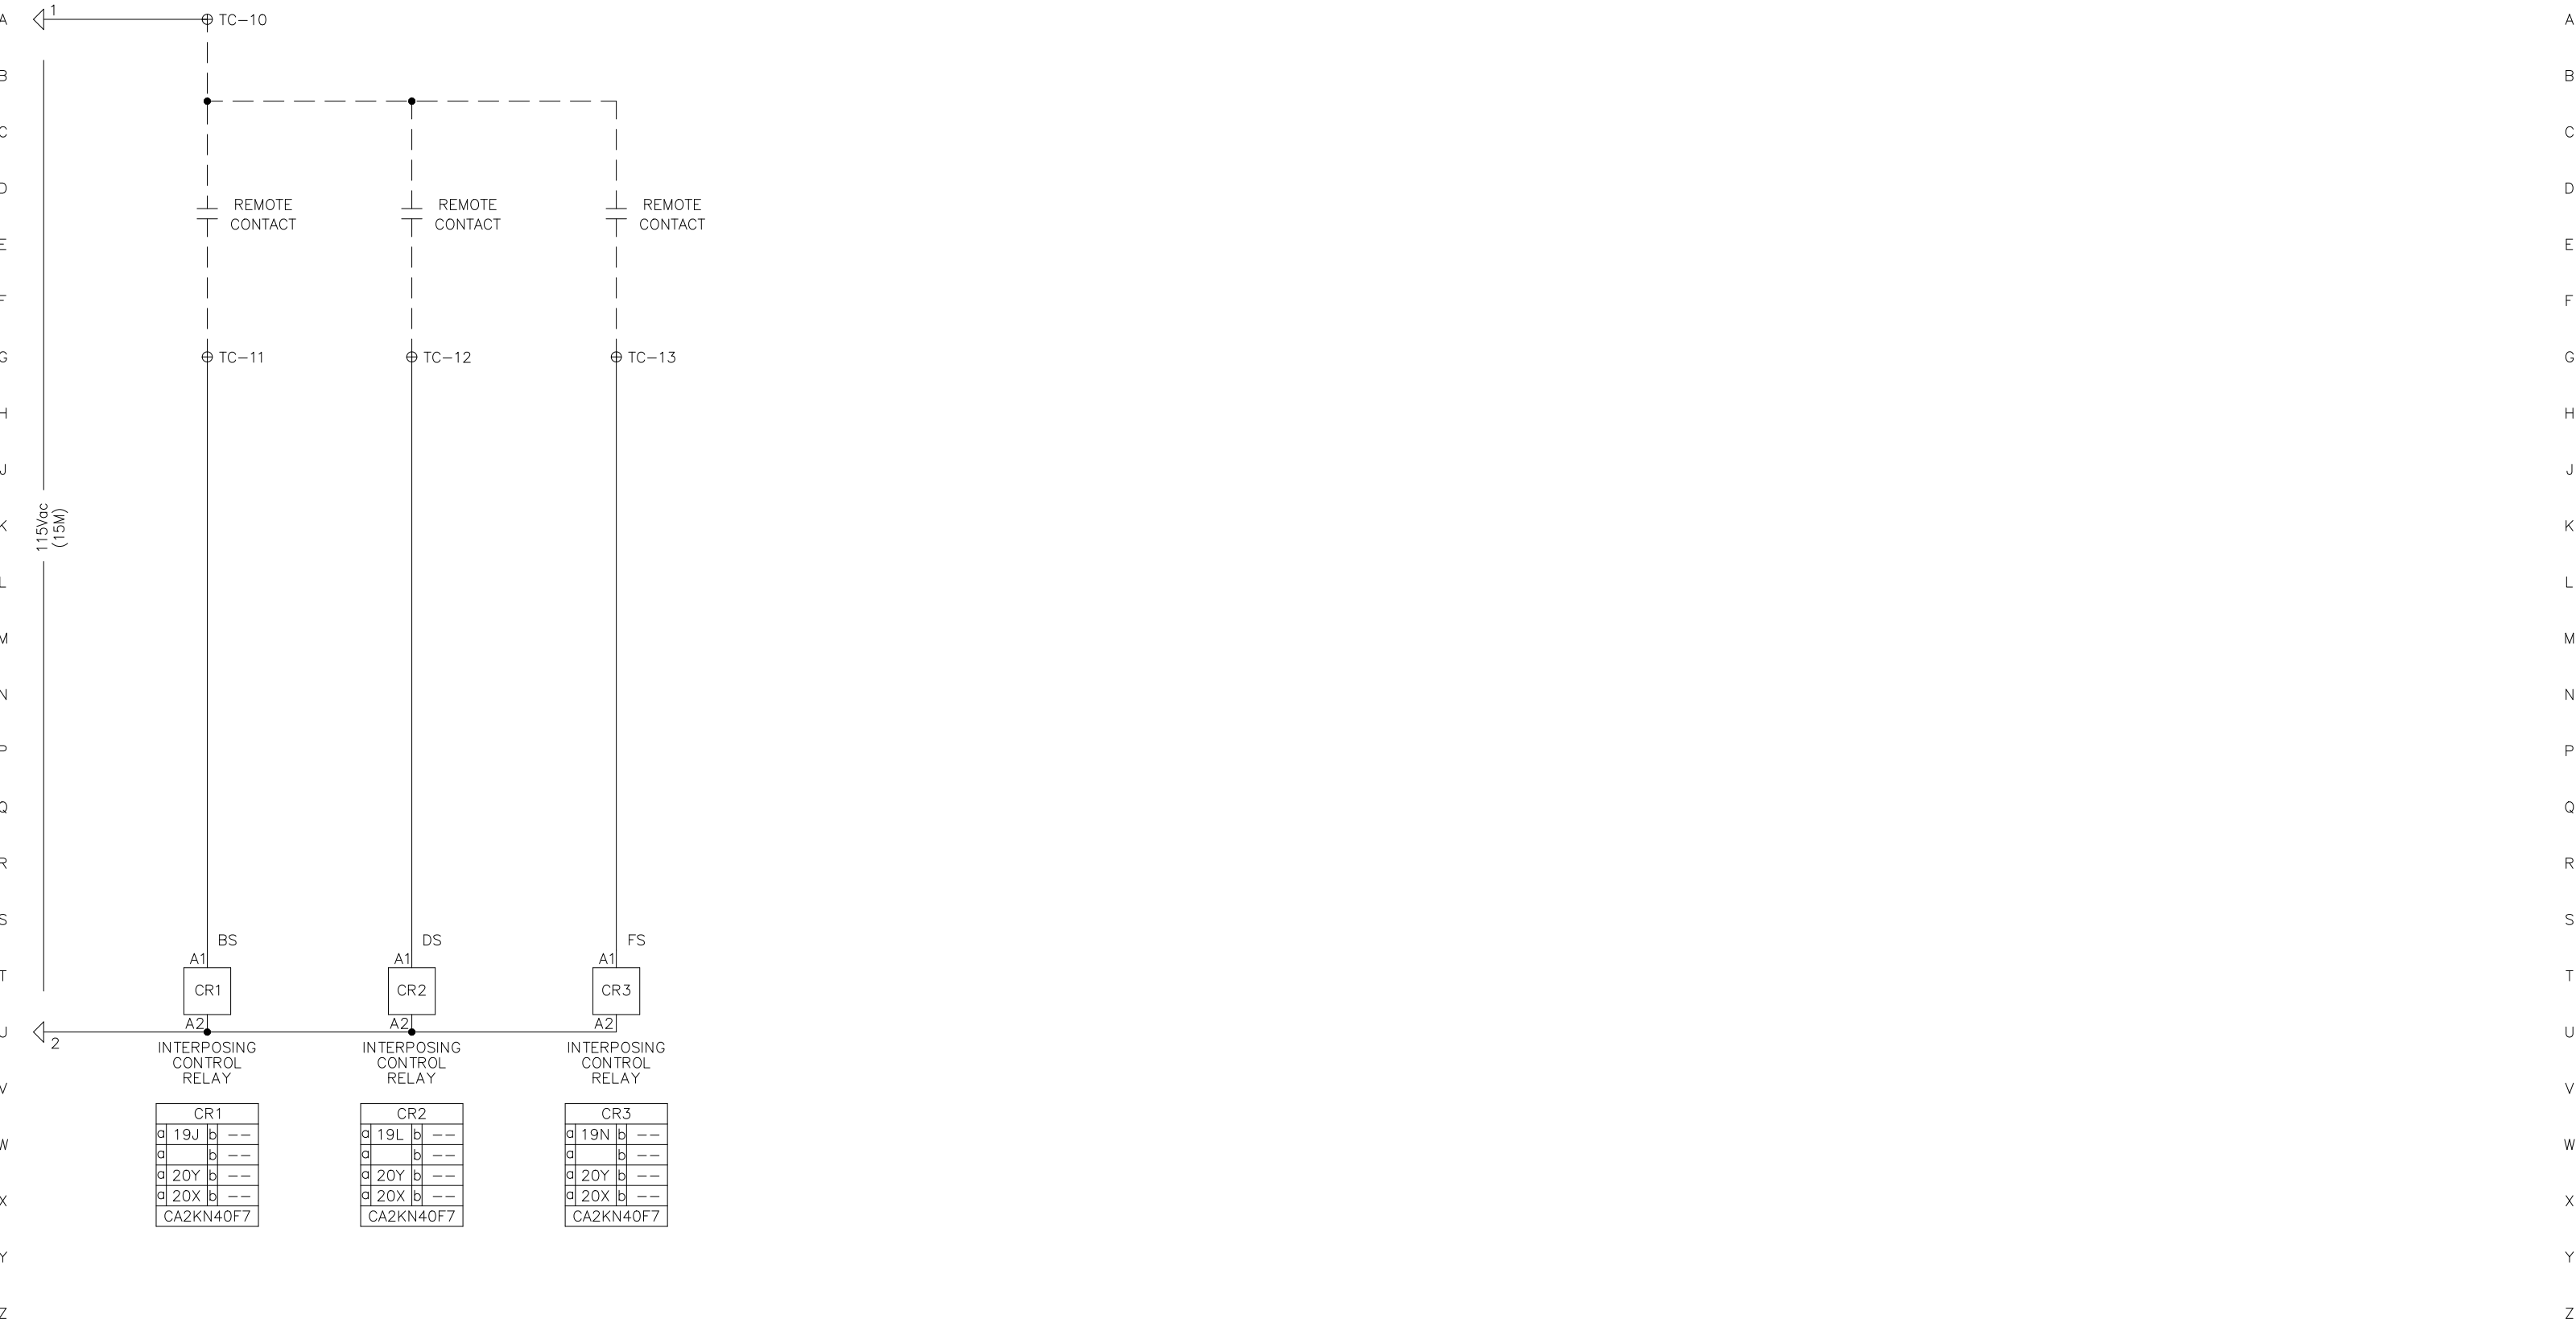 A
1
TC-10
A
B
B
C
C
D
REMOTE
CONTACT
REMOTE
CONTACT
REMOTE
CONTACT
D
E
E
F
F
G
TC-11
TC-12
TC-13
G
H
H
J
J
K
115Vac
(15M)
K
L
L
M
M
N
N
P
P
Q
Q
R
R
S
S
BS
DS
FS
A1
A1
A1
T
CR1
CR2
CR3
T
A2
A2
A2
U
2
U
INTERPOSING
CONTROL
RELAY
INTERPOSING
CONTROL
RELAY
INTERPOSING
CONTROL
RELAY
V
V
CR1
a 19J b --
a b --
a 20Y b --
a 20X b --
CA2KN40F7
CR2
a 19L b --
a b --
a 20Y b --
a 20X b --
CA2KN40F7
CR3
a 19N b --
a b --
a 20Y b --
a 20X b --
CA2KN40F7
W
W
X
X
Y
Y
Z
Z